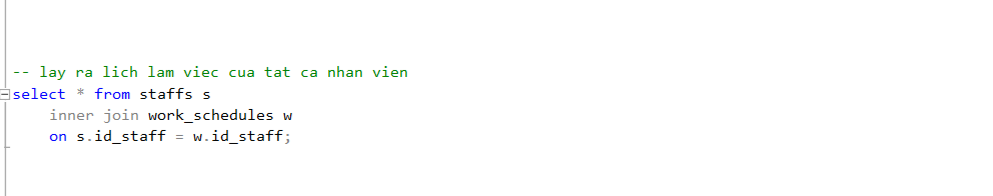 -- lay ra lich lam viec cua tat ca nhan vien
select * from staffs s
inner join work_schedules w
on s.id_staff = w.id_staff;